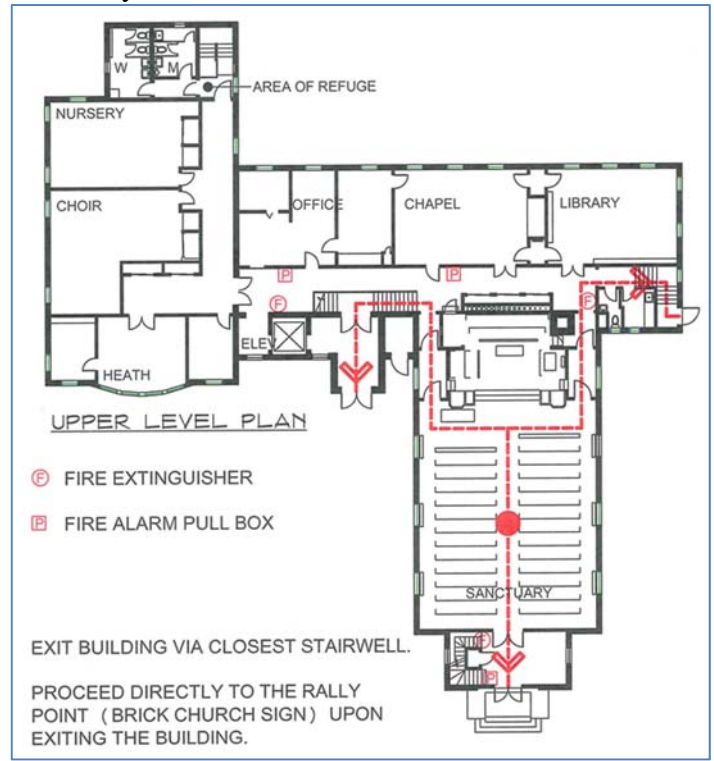 W M
AREA OF REFUGE
NURSERY
CHOIR
OFFICE
CHAPEL
LIBRARY
P
P
F
F
ELEV
HEATH
UPPER LEVEL PLAN
F FIRE EXTINGUISHER
P FIRE ALARM PULL BOX
SANCTUARY
F
P
EXIT BUILDING VIA CLOSEST STAIRWELL.
PROCEED DIRECTLY TO THE RALLY
POINT ( BRICK CHURCH SIGN ) UPON
EXITING THE BUILDING.